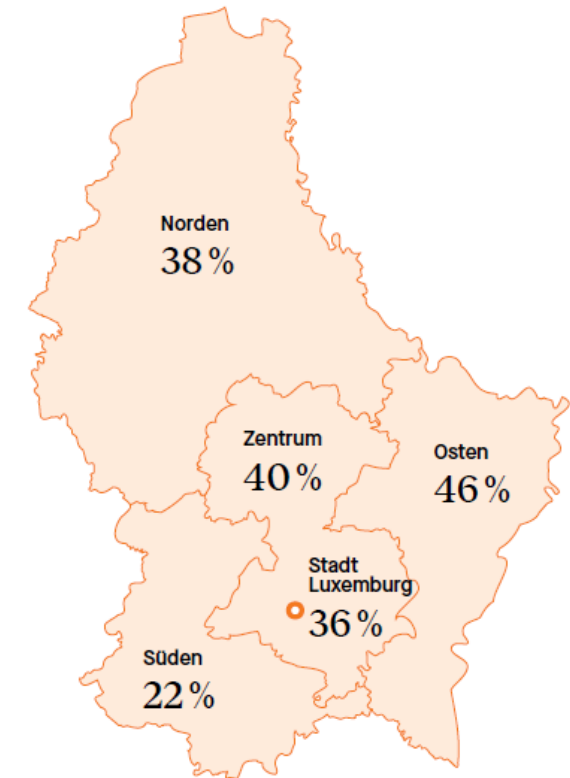 Norden
38 %
Zentrum
40 %
Osten
46 %
Stadt
Luxemburg
36 %
Süden
22 %